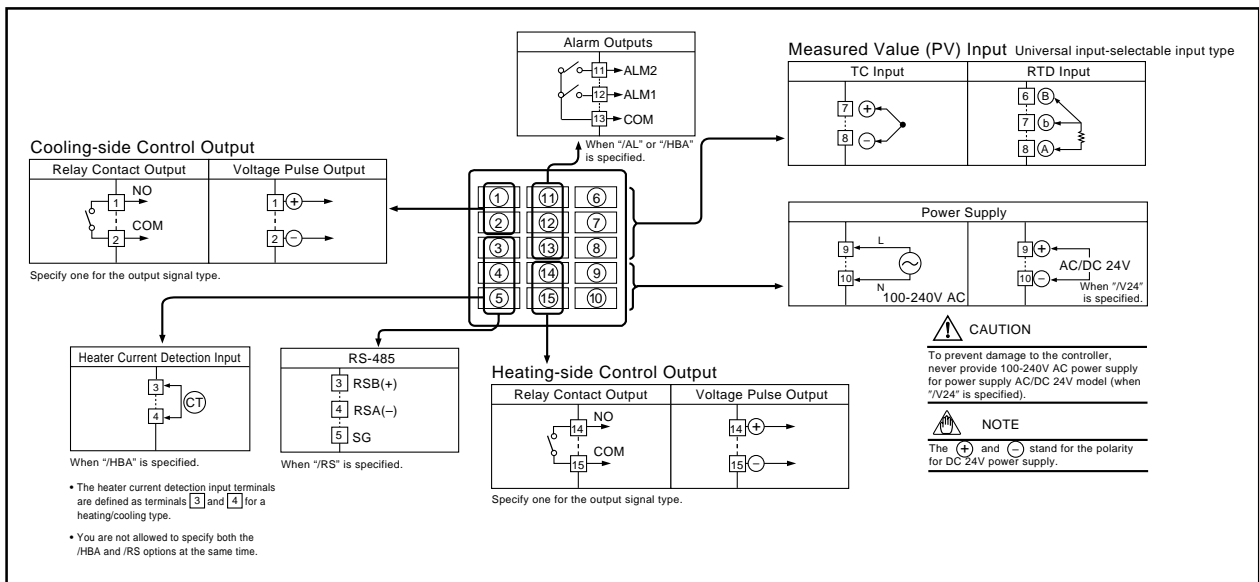 Alarm Outputs
11 ALM2
12 ALM1
13 COM
When "/AL" or "/HBA"
is specified.
Measured Value (PV) Input Universal input-selectable input type
TC Input
RTD Input
7 +
8 −
6 B
7 b
8 A
Cooling-side Control Output
Relay Contact Output
Voltage Pulse Output
NO
1
COM
2
1 +
2 −
Specify one for the output signal type.
1 11 6
2 12 7
3 13 8
4 14 9
5 15 10
Power Supply
9 L
10 N
100-240V AC
9 +
AC/DC 24V
10 −
When "/V24"
is specified.
CAUTION
To prevent damage to the controller,
never provide 100-240V AC power supply
for power supply AC/DC 24V model (when
"/V24" is specified).
NOTE
The + and − stand for the polarity
for DC 24V power supply.
Heater Current Detection Input
3
CT
4
When "/HBA" is specified.
• The heater current detection input terminals
are defined as terminals 3 and 4 for a
heating/cooling type.
• You are not allowed to specify both the
/HBA and /RS options at the same time.
RS-485
3 RSB(+)
4 RSA(−)
5 SG
When "/RS" is specified.
Heating-side Control Output
Relay Contact Output
Voltage Pulse Output
NO
14
COM
15
14 +
15 −
Specify one for the output signal type.